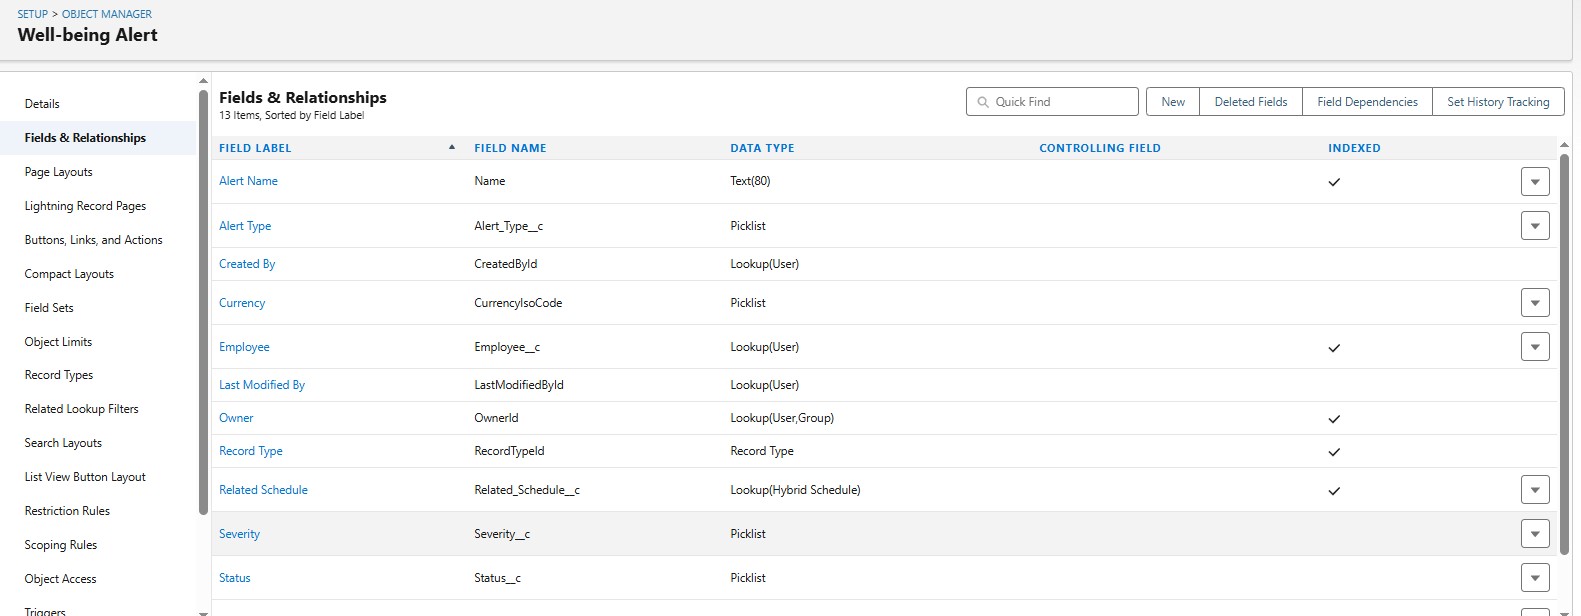 SETUP > OBJECT MANAGER
Well-being Alert
Details
Fields & Relationships
Page Layouts
Lightning Record Pages
Buttons, Links, and Actions
Compact Layouts
Field Sets
Object Limits
Record Types
Related Lookup Filters
Search Layouts
List View Button Layout
Restriction Rules
Scoping Rules
Object Access
Triggers
Fields & Relationships
13 Items, Sorted by Field Label
Quick Find
New
Deleted Fields
Field Dependencies
Set History Tracking
FIELD LABEL FIELD NAME DATA TYPE CONTROLLING FIELD INDEXED
Alert Name Name Text(80) ✓
Alert Type Alert_Type__c Picklist
Created By CreatedById Lookup(User)
Currency CurrencyIsoCode Picklist
Employee Employee__c Lookup(User) ✓
Last Modified By LastModifiedById Lookup(User)
Owner OwnerId Lookup(User,Group) ✓
Record Type RecordTypeId Record Type ✓
Related Schedule Related_Schedule__c Lookup(Hybrid Schedule) ✓
Severity Severity__c Picklist
Status Status__c Picklist